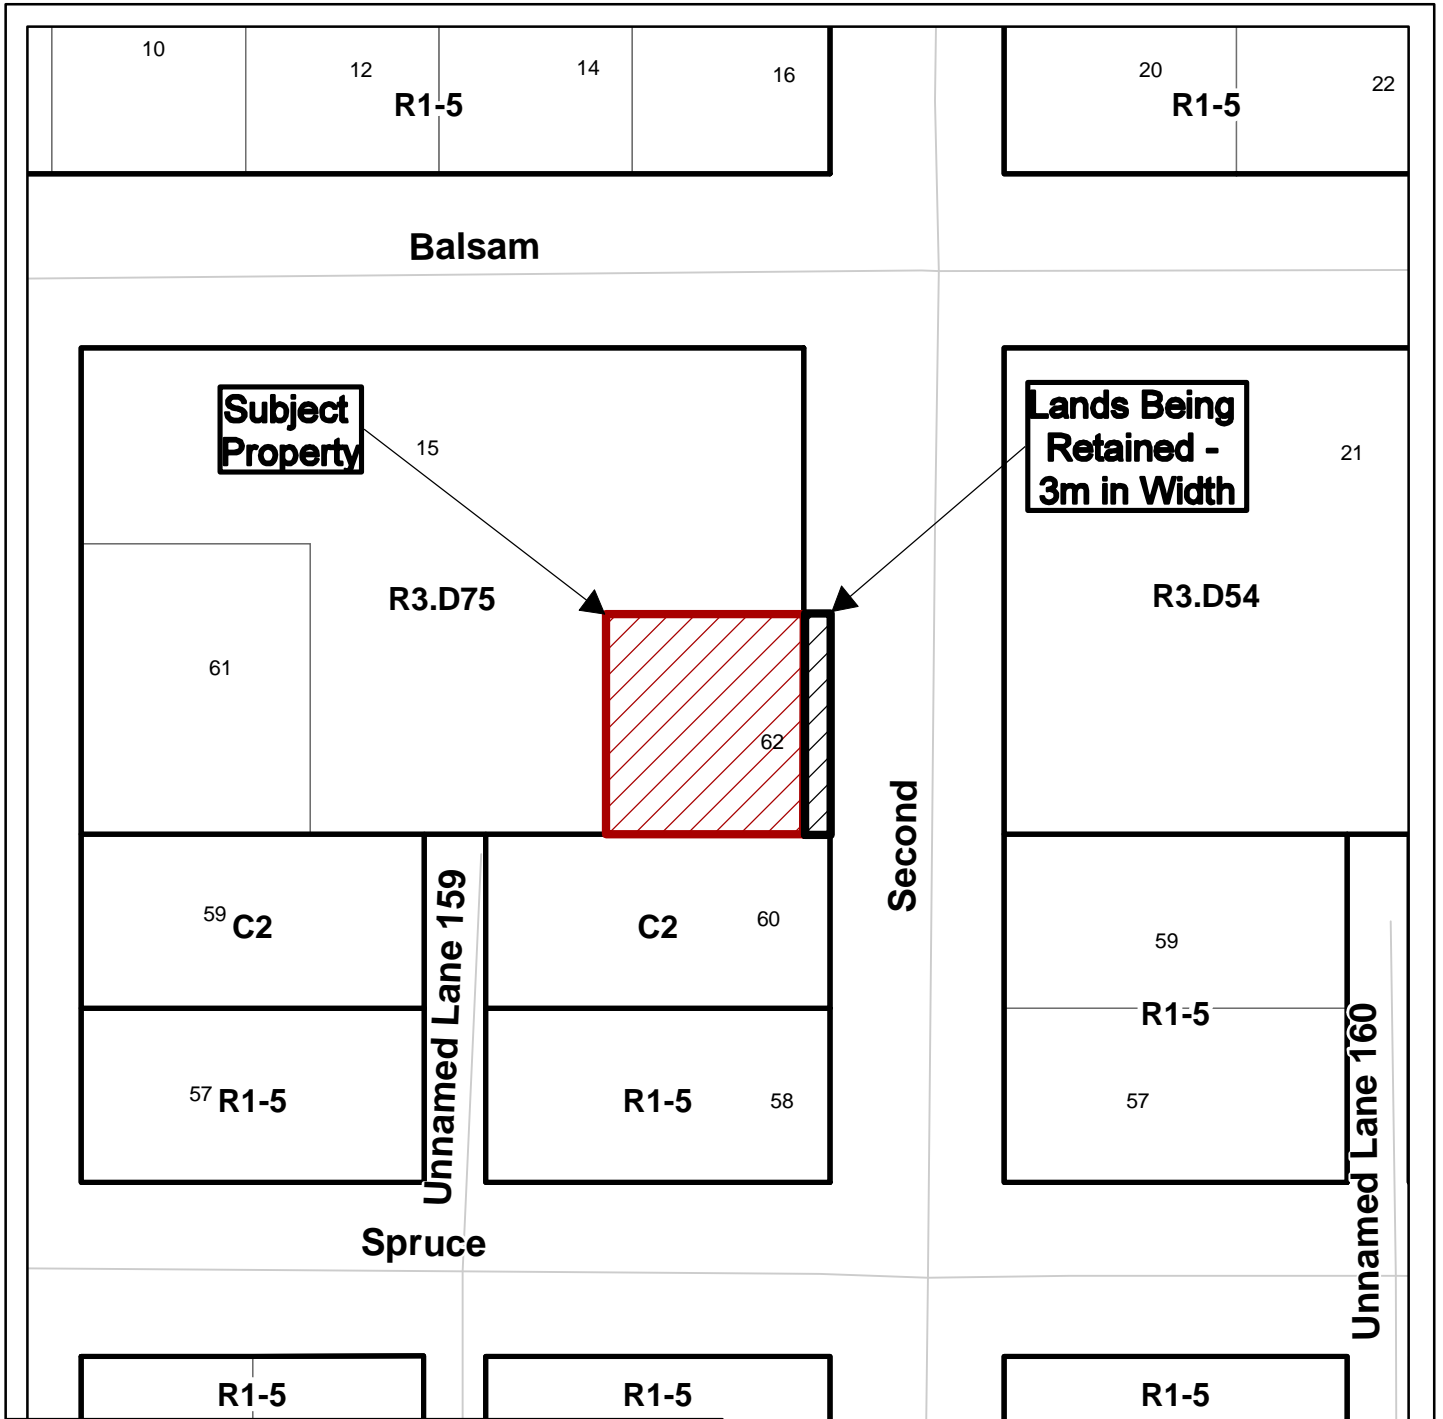 10
12
14
16
20
22
R1-5
R1-5
Balsam
Subject
Property
15
Lands Being
Retained -
3m in Width
21
R3.D75
R3.D54
61
62
Second
59 C2
Unnamed Lane 159
C2 60
59
R1-5
57 R1-5
R1-5 58
57
Unnamed Lane 160
Spruce
R1-5
R1-5
R1-5